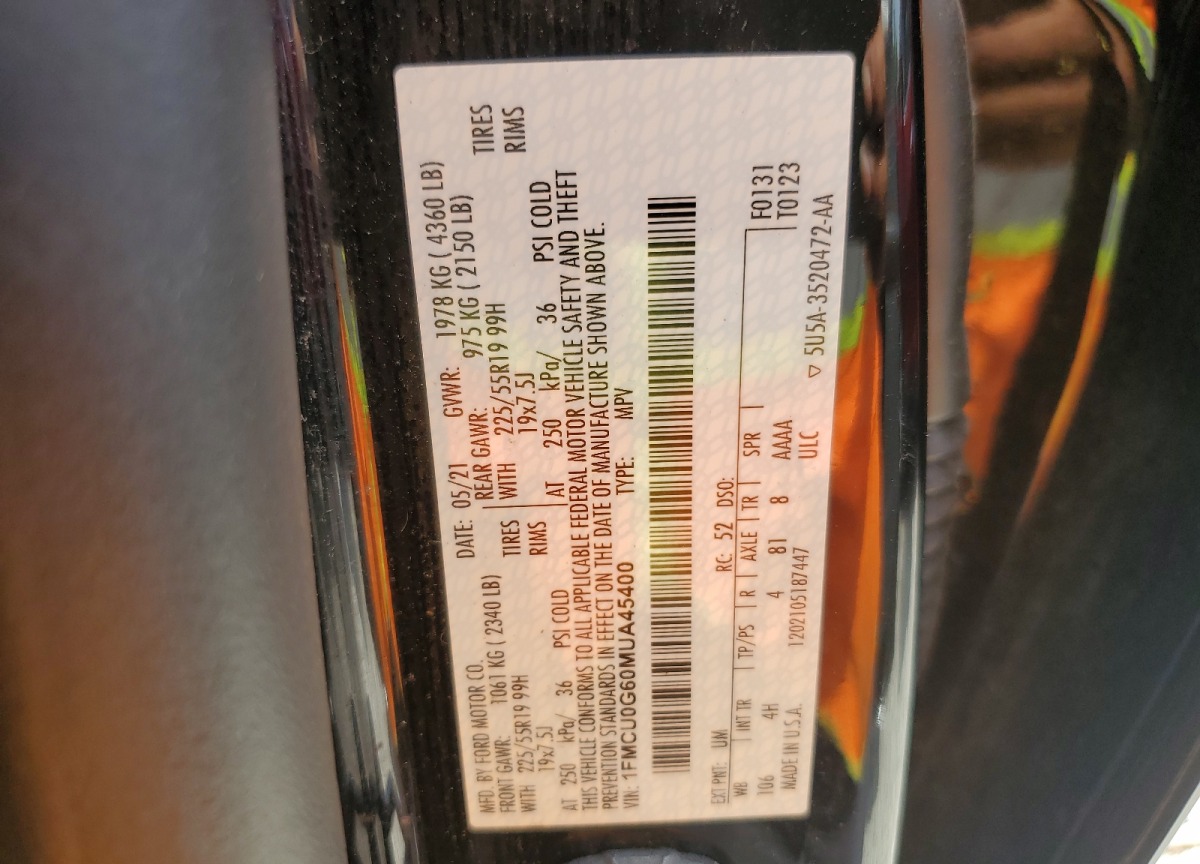 MFD. BY FORD MOTOR CO.
DATE: 05/21 GVWR: 1978 KG ( 4360 LB)
FRONT GAWR: 1061 KG ( 2340 LB) REAR GAWR: 975 KG ( 2150 LB)
WITH 225/55R19 99H TIRES WITH 225/55R19 99H TIRES
19x7.5J RIMS 19x7.5J RIMS
AT 250 kPa/ 36 PSI COLD AT 250 kPa/ 36 PSI COLD
THIS VEHICLE CONFORMS TO ALL APPLICABLE FEDERAL MOTOR VEHICLE SAFETY AND THEFT
PREVENTION STANDARDS IN EFFECT ON THE DATE OF MANUFACTURE SHOWN ABOVE.
VIN: 1FMCU0G60MUA45400 TYPE: MPV
EXT PNT: UM RC: 52 DSO:
WB INT TR TP/PS R AXLE TR SPR F0131
106 4H 4 81 8 AAAA T0123
MADE IN U.S.A. 1202105187447 ULC ▽ 5U5A-3520472-AA